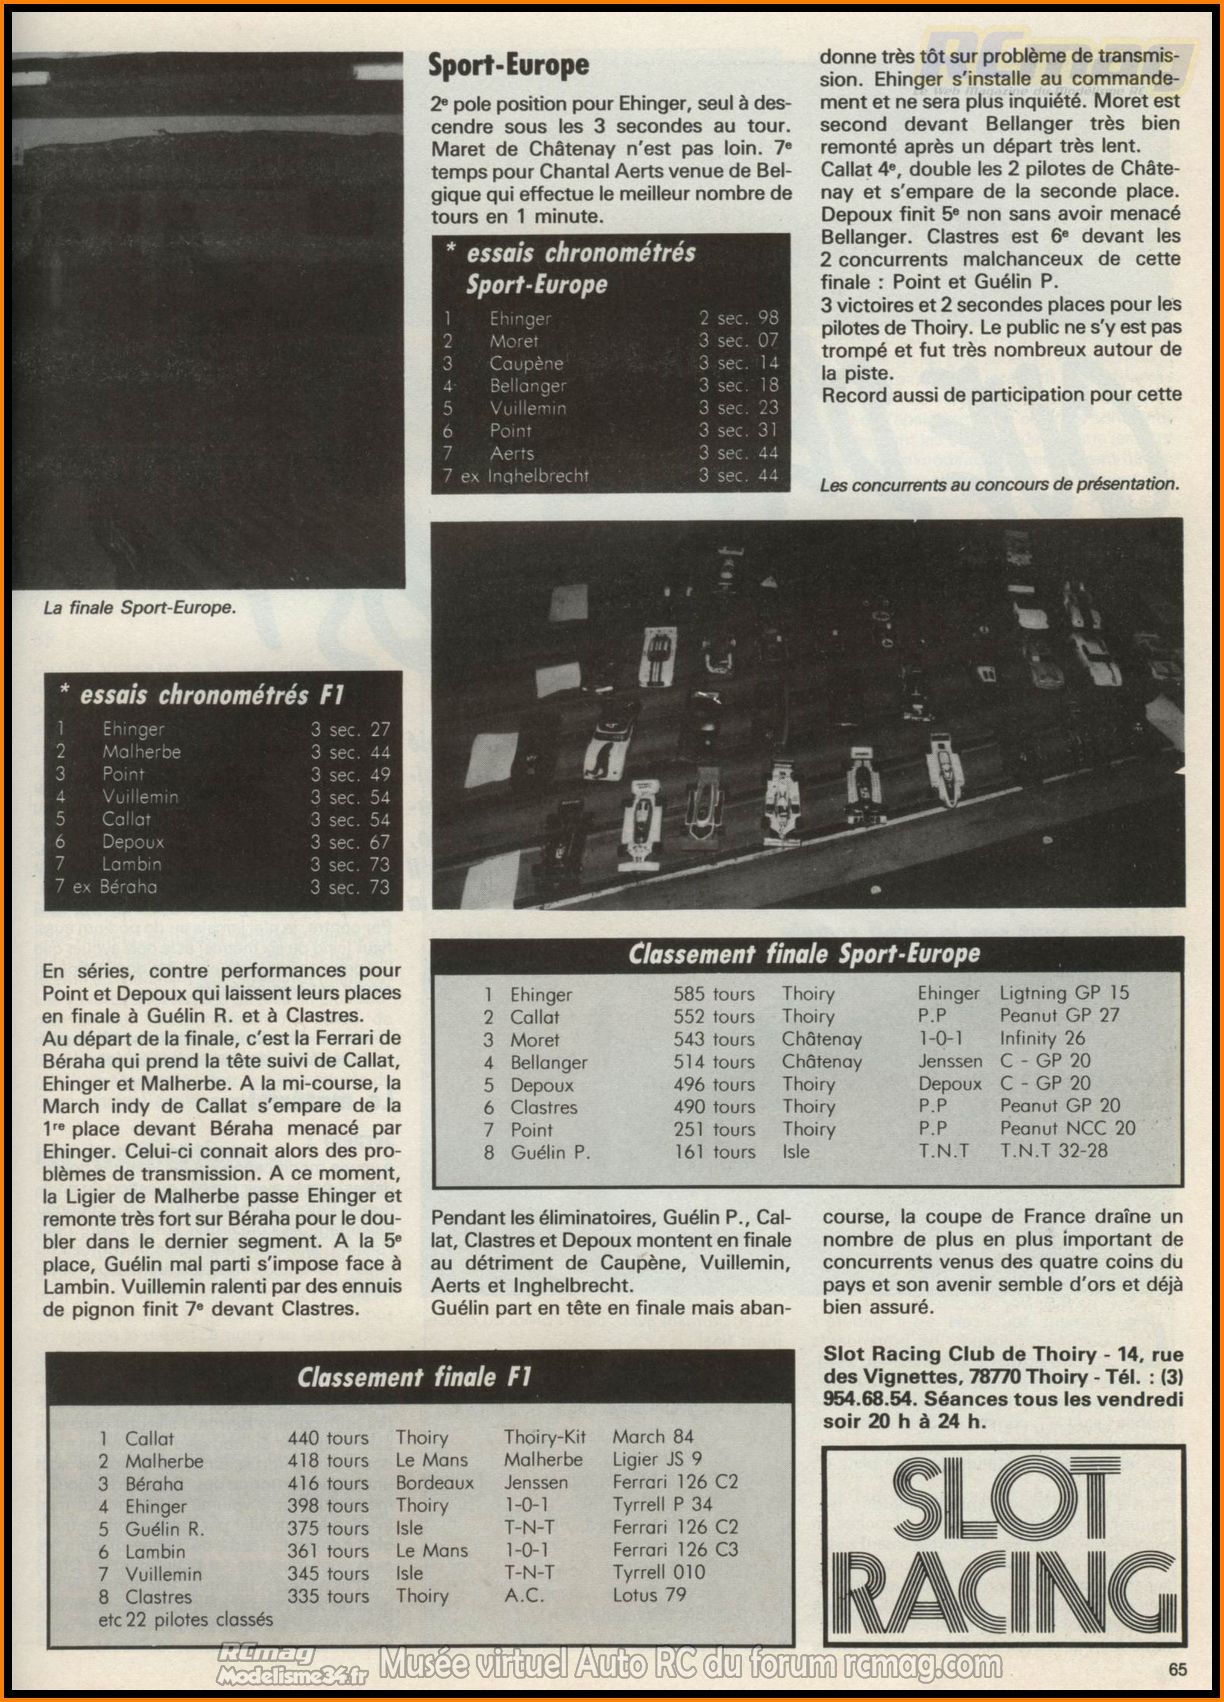 La finale Sport-Europe.
* essais chronométrés F1
1 Ehinger 3 sec. 27
2 Malherbe 3 sec. 44
3 Point 3 sec. 49
4 Vuillemin 3 sec. 54
5 Callat 3 sec. 54
6 Depoux 3 sec. 67
7 Lambin 3 sec. 73
7 ex Béraha 3 sec. 73
En séries, contre performances pour
Point et Depoux qui laissent leurs places
en finale à Guélin R. et à Clastres.
Au départ de la finale, c'est la Ferrari de
Béraha qui prend la tête suivi de Callat,
Ehinger et Malherbe. A la mi-course, la
March indy de Callat s'empare de la
1re place devant Béraha menacé par
Ehinger. Celui-ci connait alors des pro-
blèmes de transmission. A ce moment,
la Ligier de Malherbe passe Ehinger et
remonte très fort sur Béraha pour le dou-
bler dans le dernier segment. A la 5e
place, Guélin mal parti s'impose face à
Lambin. Vuillemin ralenti par des ennuis
de pignon finit 7e devant Clastres.
Classement finale F1
1 Callat 440 tours Thoiry Thoiry-Kit March 84
2 Malherbe 418 tours Le Mans Malherbe Ligier JS 9
3 Béraha 416 tours Bordeaux Jenssen Ferrari 126 C2
4 Ehinger 398 tours Thoiry 1-0-1 Tyrrell P 34
5 Guélin R. 375 tours Isle T-N-T Ferrari 126 C2
6 Lambin 361 tours Le Mans 1-0-1 Ferrari 126 C3
7 Vuillemin 345 tours Isle T-N-T Tyrrell 010
8 Clastres 335 tours Thoiry A.C. Lotus 79
etc 22 pilotes classés
Sport-Europe
2e pole position pour Ehinger, seul à des-
cendre sous les 3 secondes au tour.
Maret de Châtenay n'est pas loin. 7e
temps pour Chantal Aerts venue de Bel-
gique qui effectue le meilleur nombre de
tours en 1 minute.
* essais chronométrés
Sport-Europe
1 Ehinger 2 sec. 98
2 Moret 3 sec. 07
3 Caupène 3 sec. 14
4 Bellanger 3 sec. 18
5 Vuillemin 3 sec. 23
6 Point 3 sec. 31
7 Aerts 3 sec. 44
7 ex Inghelbrecht 3 sec. 44
Classement finale Sport-Europe
1 Ehinger 585 tours Thoiry Ehinger Ligtning GP 15
2 Callat 552 tours Thoiry P.P Peanut GP 27
3 Moret 543 tours Châtenay 1-0-1 Infinity 26
4 Bellanger 514 tours Châtenay Jenssen C - GP 20
5 Depoux 496 tours Thoiry Depoux C - GP 20
6 Clastres 490 tours Thoiry P.P Peanut GP 20
7 Point 251 tours Thoiry P.P Peanut NCC 20
8 Guélin P. 161 tours Isle T.N.T T.N.T 32-28
Pendant les éliminatoires, Guélin P., Cal-
lat, Clastres et Depoux montent en finale
au détriment de Caupène, Vuillemin,
Aerts et Inghelbrecht.
Guélin part en tête en finale mais aban-
donne très tôt sur problème de transmis-
sion. Ehinger s'installe au commande-
ment et ne sera plus inquiété. Moret est
second devant Bellanger très bien
remonté après un départ très lent.
Callat 4e, double les 2 pilotes de Châte-
nay et s'empare de la seconde place.
Depoux finit 5e non sans avoir menacé
Bellanger. Clastres est 6e devant les
2 concurrents malchanceux de cette
finale : Point et Guélin P.
3 victoires et 2 secondes places pour les
pilotes de Thoiry. Le public ne s'y est pas
trompé et fut très nombreux autour de
la piste.
Record aussi de participation pour cette
Les concurrents au concours de présentation.
course, la coupe de France draîne un
nombre de plus en plus important de
concurrents venus des quatre coins du
pays et son avenir semble d'ors et déjà
bien assuré.
Slot Racing Club de Thoiry - 14, rue
des Vignettes, 78770 Thoiry - Tél. : (3)
954.68.54. Séances tous les vendredi
soir 20 h à 24 h.
SLOT
RACING
65
RCmag
Le Web Magazine du Modélisme RC
RCmag
Modelisme34.fr
Musée virtuel Auto RC du forum rcmag.com